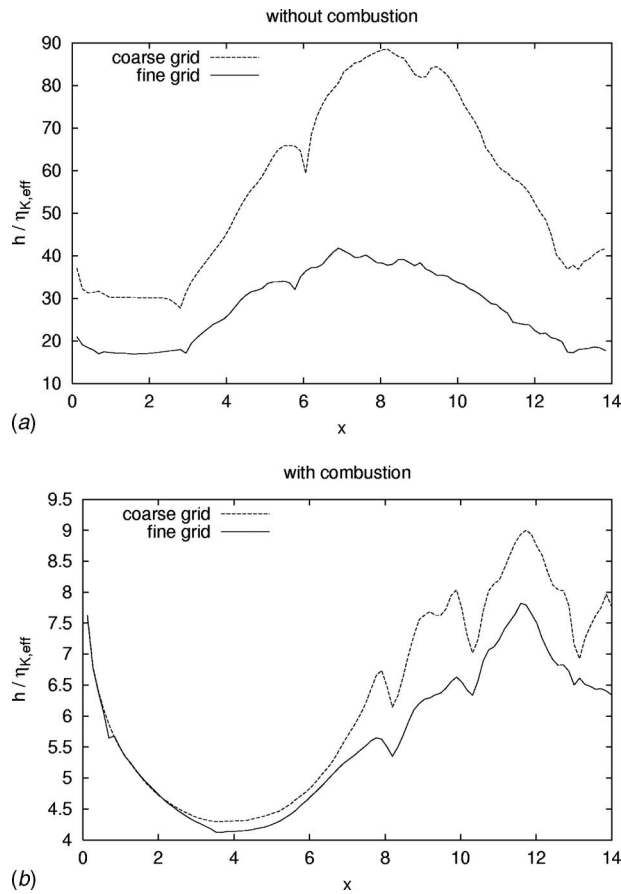 without combustion
90
80
70
60
50
40
30
20
10
h / ηK,eff
coarse grid
fine grid
0 2 4 6 8 10 12 14
x
(a)
with combustion
9.5
9
8.5
8
7.5
7
6.5
6
5.5
5
4.5
4
h / ηK,eff
coarse grid
fine grid
0 2 4 6 8 10 12 14
x
(b)